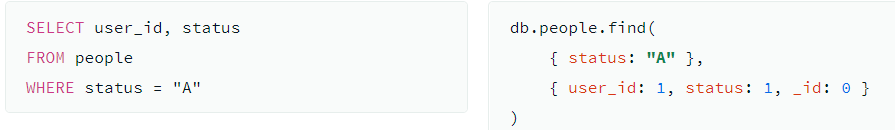 SELECT user_id, status
FROM people
WHERE status = "A"
db.people.find(
    { status: "A" },
    { user_id: 1, status: 1, _id: 0 }
)